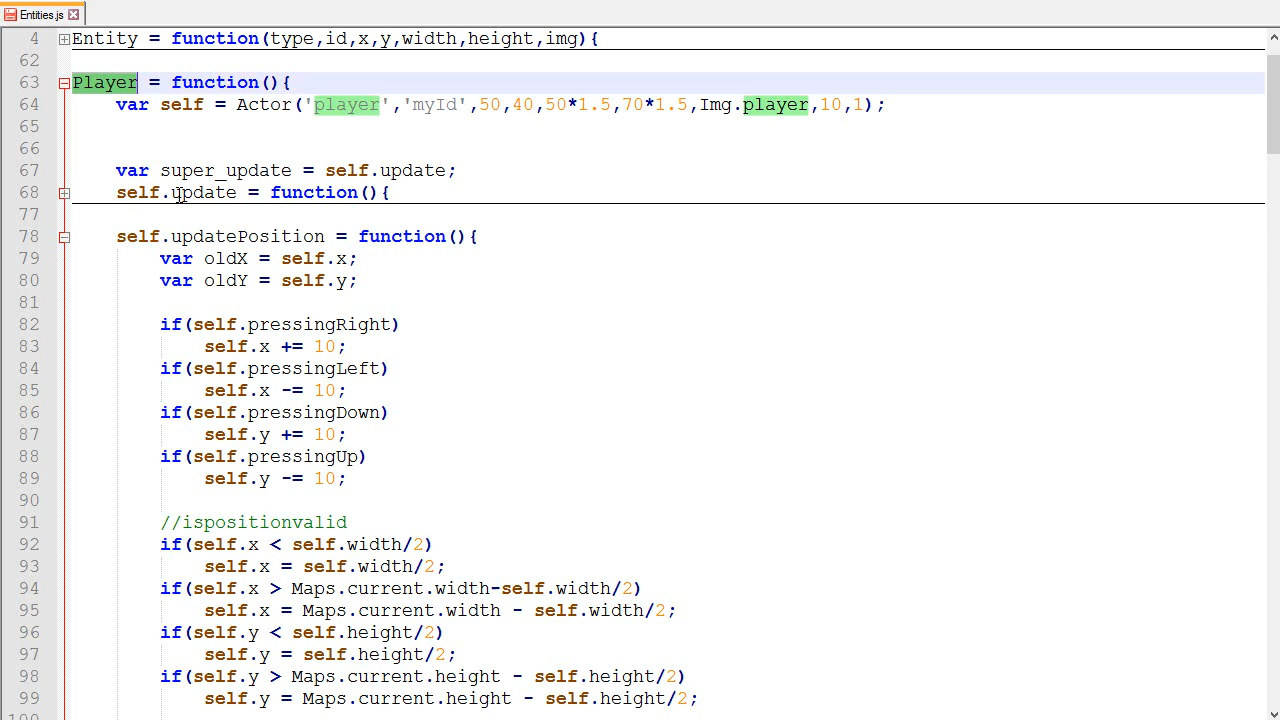 Entities.js
4 Entity = function(type,id,x,y,width,height,img){
62
63 Player = function(){
64 var self = Actor('player','myId',50,40,50*1.5,70*1.5,Img.player,10,1);
65
66
67 var super_update = self.update;
68 self.update = function(){
77
78 self.updatePosition = function(){
79 var oldX = self.x;
80 var oldY = self.y;
81
82 if(self.pressingRight)
83 self.x += 10;
84 if(self.pressingLeft)
85 self.x -= 10;
86 if(self.pressingDown)
87 self.y += 10;
88 if(self.pressingUp)
89 self.y -= 10;
90
91 //ispositionvalid
92 if(self.x < self.width/2)
93 self.x = self.width/2;
94 if(self.x > Maps.current.width-self.width/2)
95 self.x = Maps.current.width - self.width/2;
96 if(self.y < self.height/2)
97 self.y = self.height/2;
98 if(self.y > Maps.current.height - self.height/2)
99 self.y = Maps.current.height - self.height/2;